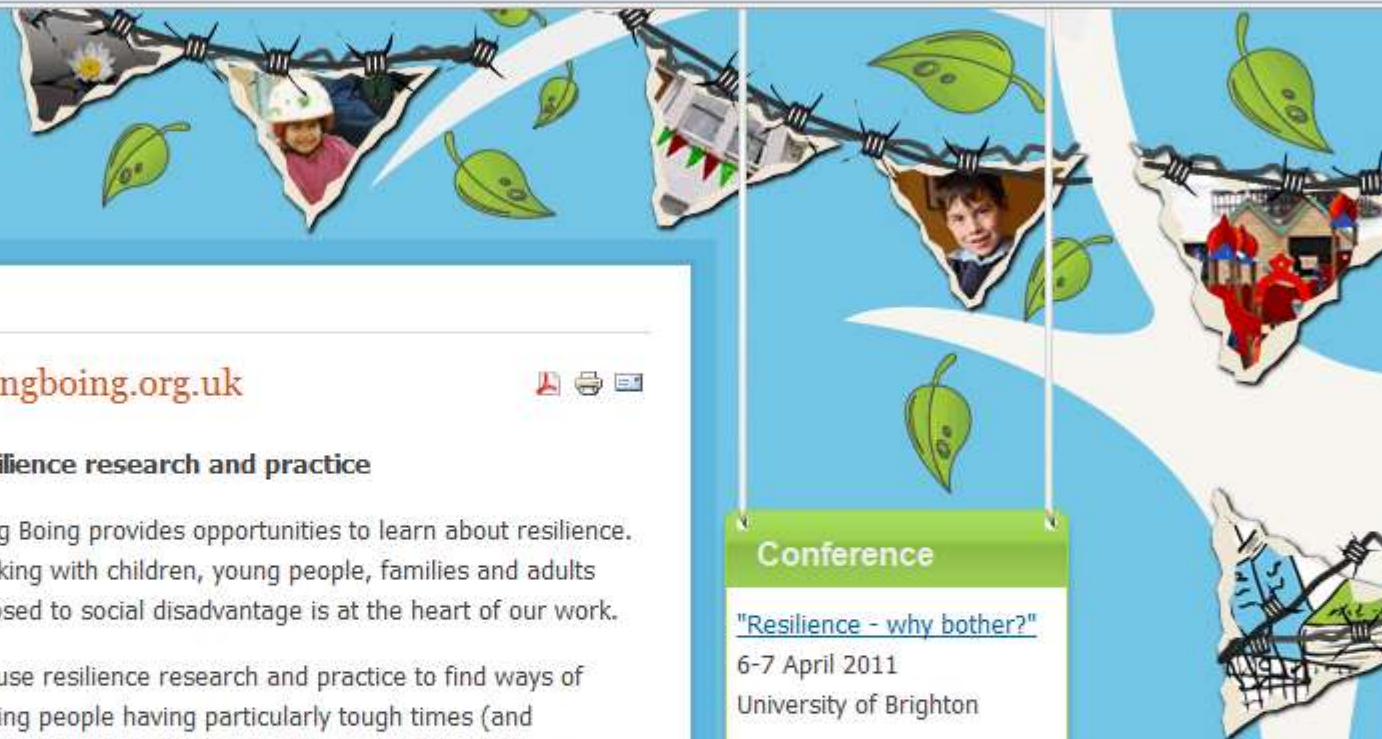 ngboing.org.uk
ilience research and practice
g Boing provides opportunities to learn about resilience.
king with children, young people, families and adults
osed to social disadvantage is at the heart of our work.
use resilience research and practice to find ways of
ing people having particularly tough times (and
Conference
"Resilience - why bother?"
6-7 April 2011
University of Brighton